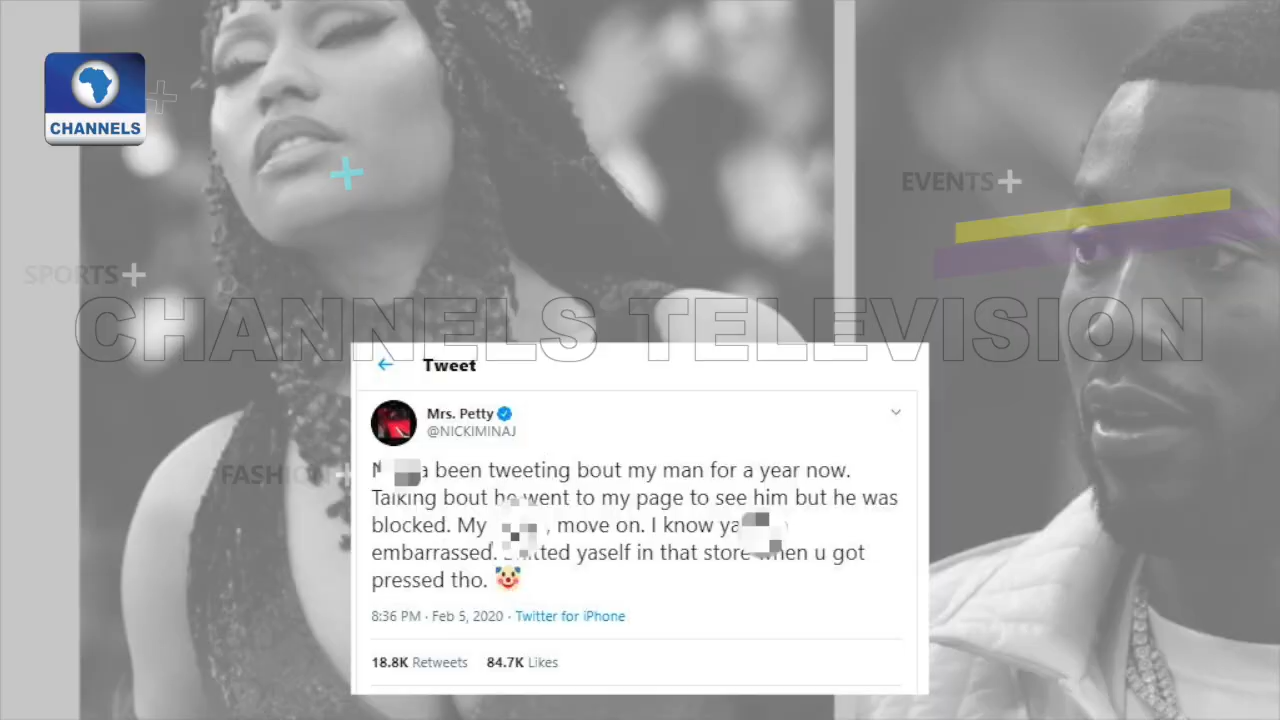 CHANNELS
EVENTS+
SPORTS+
CHANNELS TELEVISION
FASHION+
Tweet
Mrs. Petty
@NICKIMINAJ
been tweeting bout my man for a year now.
Talking bout he went to my page to see him but he was
blocked. My , move on. I know ya
embarrassed. yaself in that store when u got
pressed tho. 🤡
8:36 PM · Feb 5, 2020 · Twitter for iPhone
18.8K Retweets 84.7K Likes